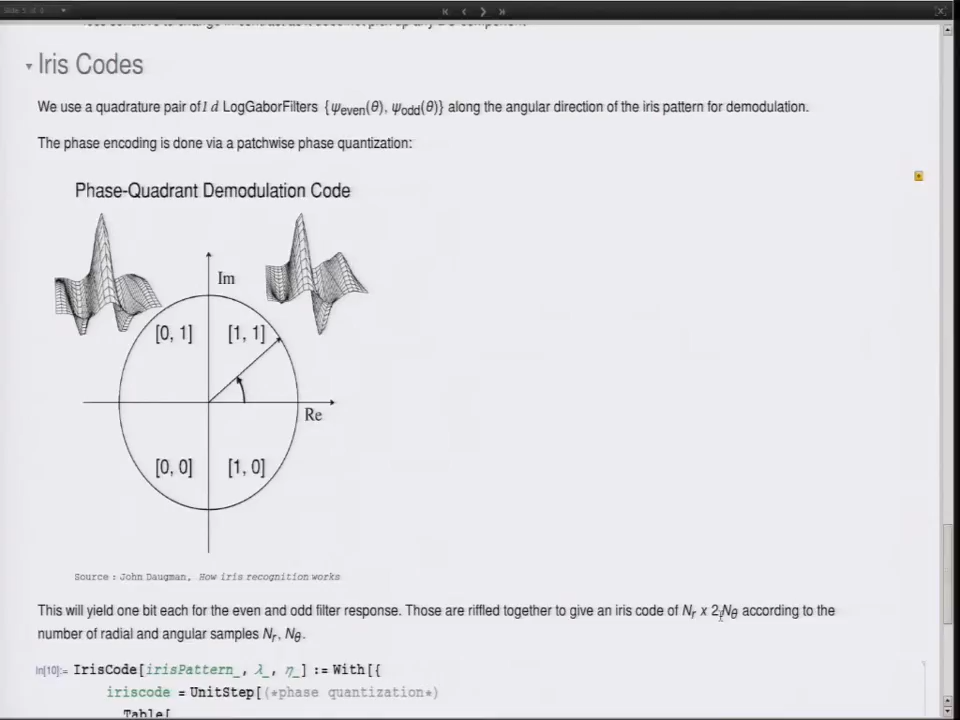 Iris Codes
We use a quadrature pair of 1 d LogGaborFilters {ψeven(θ), ψodd(θ)} along the angular direction of the iris pattern for demodulation.
The phase encoding is done via a patchwise phase quantization:
Phase-Quadrant Demodulation Code
Im
[0, 1] [1, 1]
Re
[0, 0] [1, 0]
Source : John Daugman, How iris recognition works
This will yield one bit each for the even and odd filter response. Those are riffled together to give an iris code of Nr x 2 Nθ according to the
number of radial and angular samples Nr, Nθ.
In[10]:= IrisCode[irisPattern_, λ_, η_] := With[{
iriscode = UnitStep[(*phase quantization*)
Table[